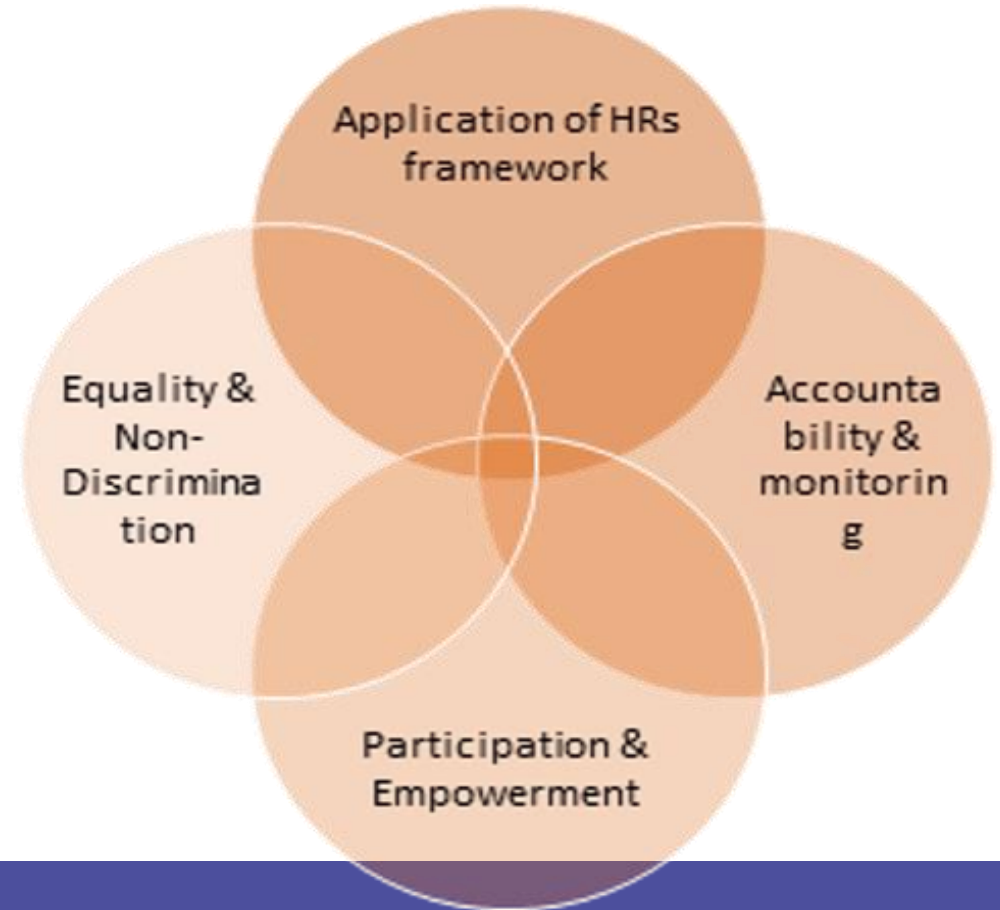 Application of HRs
framework
Equality &
Non-
Discrimina
tion
Accounta
bility &
monitorin
g
Participation &
Empowerment